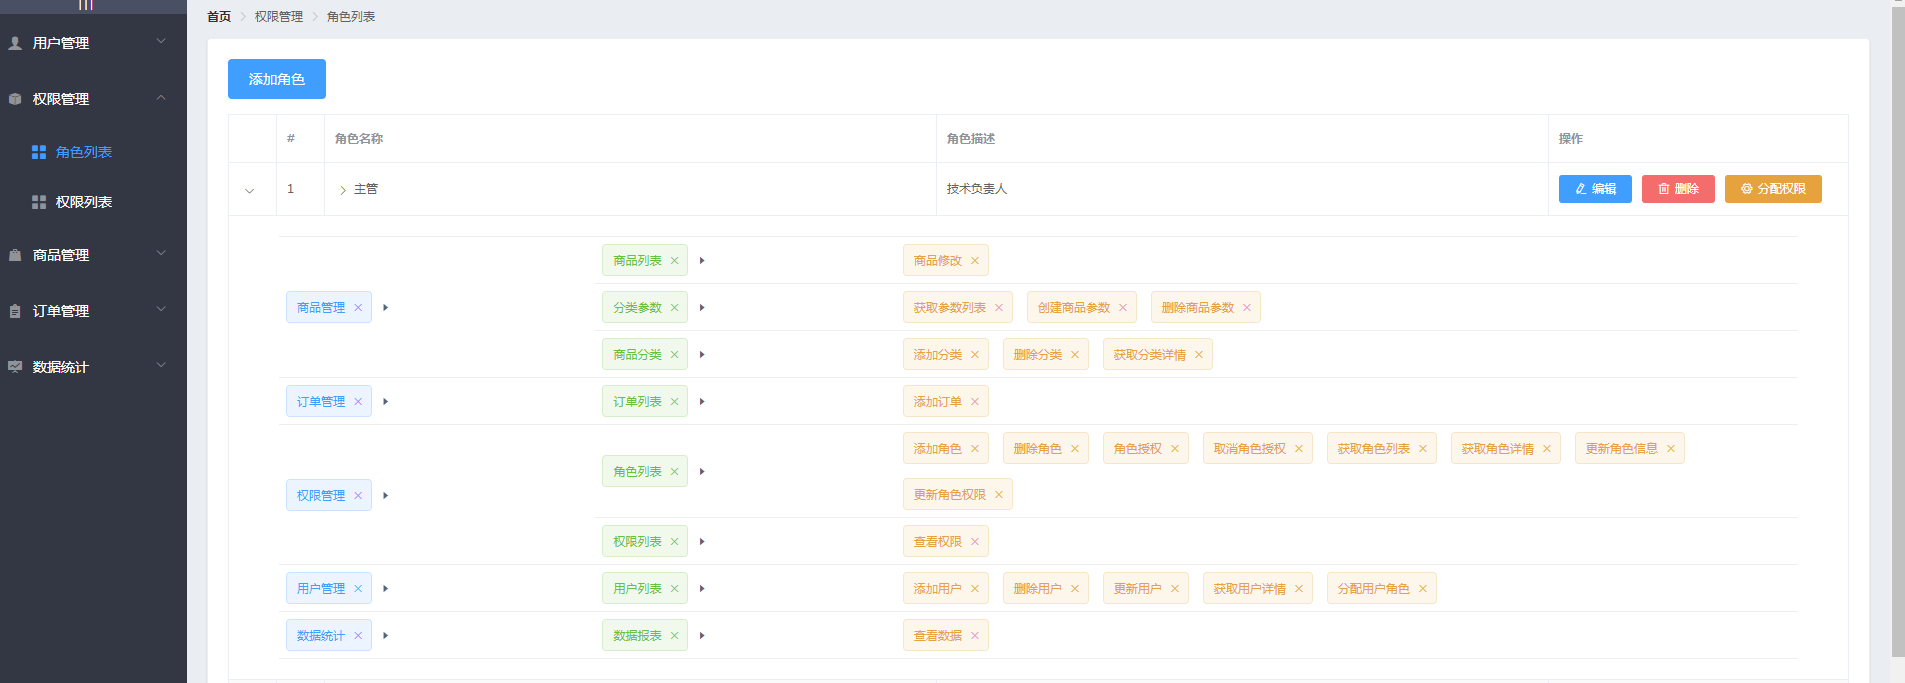 |||
首页 > 权限管理 > 角色列表
用户管理
权限管理
角色列表
权限列表
商品管理
订单管理
数据统计
添加角色
# 角色名称 角色描述 操作
1 主管 技术负责人 编辑 删除 分配权限
商品管理
商品列表 商品修改
分类参数 获取参数列表 创建商品参数 删除商品参数
商品分类 添加分类 删除分类 获取分类详情
订单管理 订单列表 添加订单
权限管理
角色列表 添加角色 删除角色 角色授权 取消角色授权 获取角色列表 获取角色详情 更新角色信息
更新角色权限
权限列表 查看权限
用户管理 用户列表 添加用户 删除用户 更新用户 获取用户详情 分配用户角色
数据统计 数据报表 查看数据